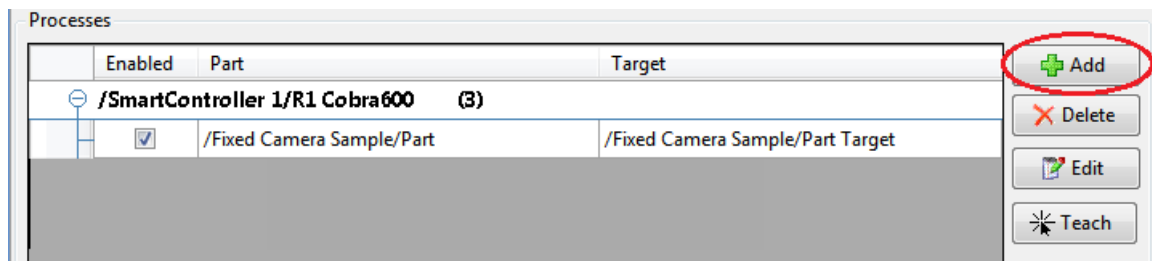 Processes
Enabled Part Target
Add
/SmartController 1/R1 Cobra600 (3)
Delete
/Fixed Camera Sample/Part /Fixed Camera Sample/Part Target
Edit
Teach